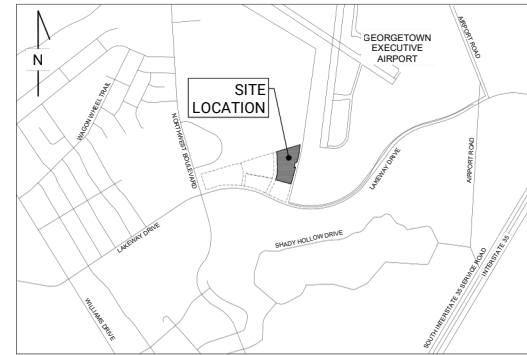 N
GEORGETOWN
EXECUTIVE
AIRPORT
AIRPORT ROAD
SITE
LOCATION
WAGON WHEEL TRAIL
NORTHWEST BOULEVARD
LAKEWAY DRIVE
AIRPORT ROAD
LAKEWAY DRIVE
SHADY HOLLOW DRIVE
WILLIAMS DRIVE
SOUTH INTERSTATE 35 SERVICE ROAD
INTERSTATE 35